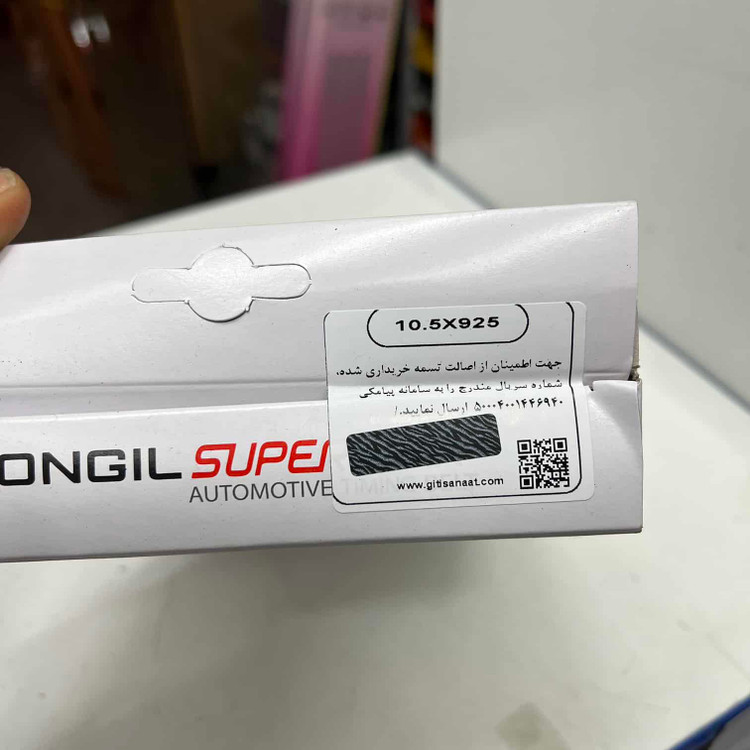 10.5X925
جهت اطمینان از اصالت تسمه خریداری شده،
شماره سریال مندرج را به سامانه پیامکی
۵۰۰۰۴۰۰۱۴۴۶۹۴۰ ارسال نمایید./
www.gitisanaat.com
ONGIL SUPER
AUTOMOTIVE